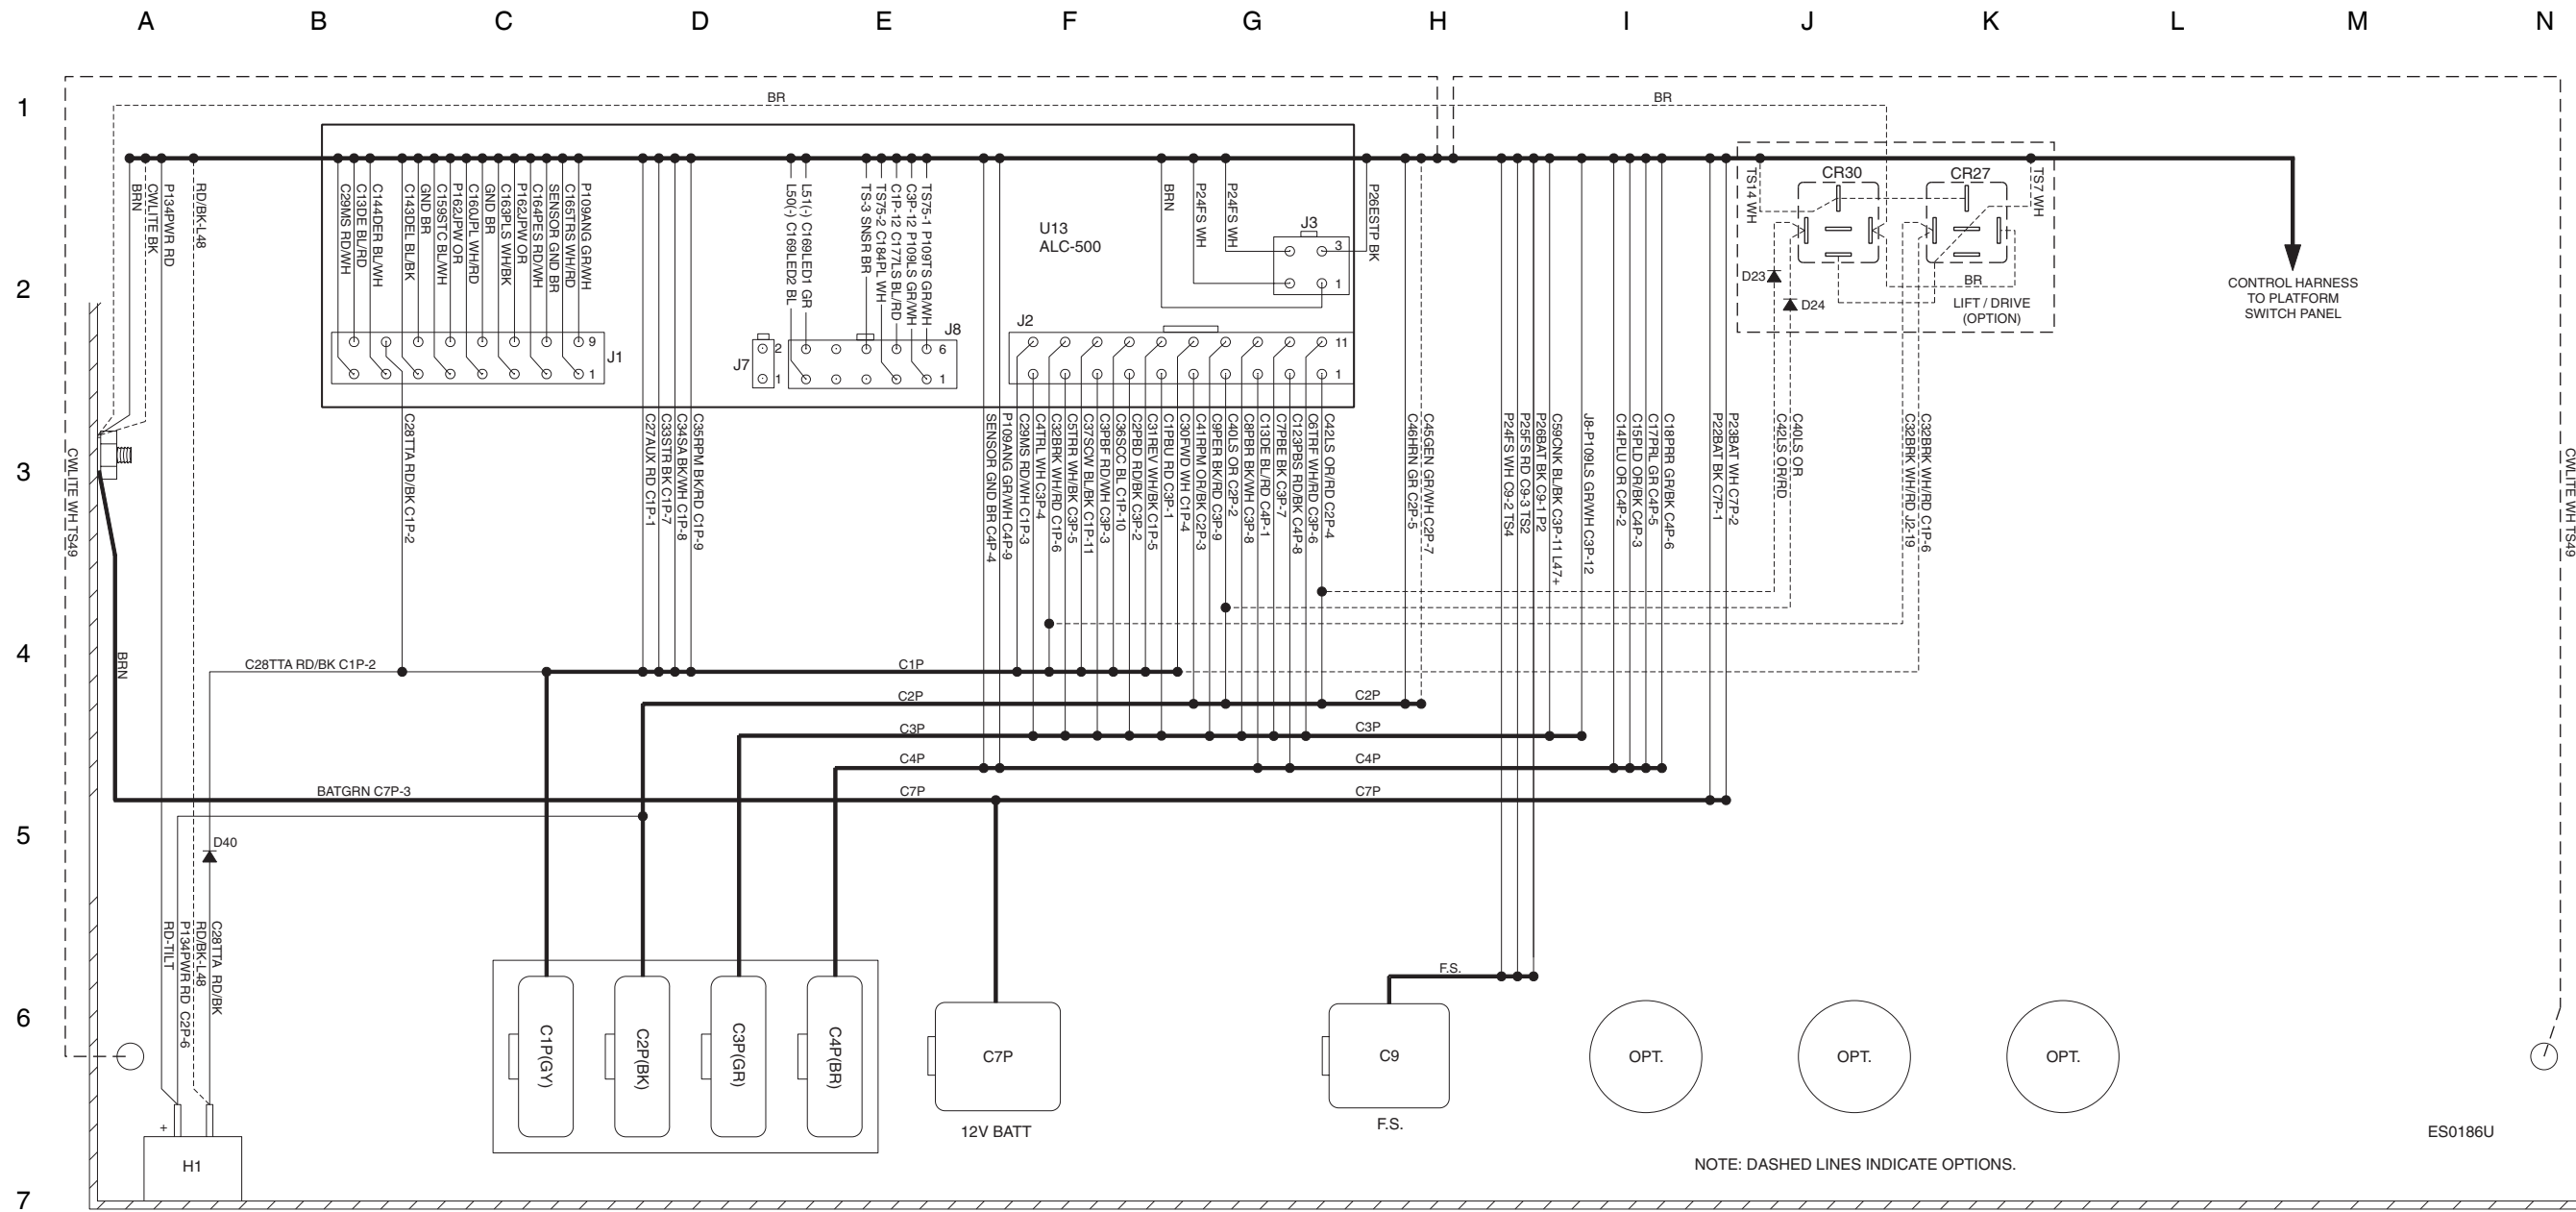 A B C D E F G H I J K L M N
1
2
3
4
5
6
7
BR
BR
BRN
CWLITE BK
P134PWR RD
RD/BK-L48
C29MS RD/WH
C13DE BL/RD
C144DER BL/WH
C143DEL BL/BK
GND BR
C159STC BL/WH
P162JPW OR
C160JPL WH/RD
GND BR
C163PLS WH/BK
P162JPW OR
C164PES RD/WH
SENSOR GND BR
C165TRS WH/RD
P109ANG GR/WH
9
1
J1
L50(-) C169LED2 BL
L51(-) C169LED1 GR
TS-3 SNSR BR
TS75-2 C184PL WH
C1P-12 C177LS BL/RD
C3P-12 P109LS GR/WH
TS75-1 P109TS GR/WH
J7
2
1
J8
6
1
U13
ALC-500
BRN
P24FS WH
P24FS WH
P26ESTP BK
J3
3
1
J2
11
1
TS14 WH
CR30
CR27
TS7 WH
D23
D24
BR
LIFT / DRIVE
(OPTION)
CONTROL HARNESS
TO PLATFORM
SWITCH PANEL
CWLITE WH TS49
CWLITE WH TS49
C28TTA RD/BK C1P-2
C27AUX RD C1P-1
C33STR BK C1P-7
C34SA BK/WH C1P-8
C35RPM BK/RD C1P-9
SENSOR GND BR C4P-4
P109ANG GR/WH C4P-9
C29MS RD/WH C1P-3
C4TRL WH C3P-4
C32BRK WH/RD C1P-6
C5TRR WH/BK C3P-5
C37SCW BL/BK C1P-11
C3PBF RD/WH C3P-3
C36SCC BL C1P-10
C2PBD RD/BK C3P-2
C31REV WH/BK C1P-5
C1PBU RD C3P-1
C30FWD WH C1P-4
C41RPM OR/BK C2P-3
C9PER BK/RD C3P-9
C40LS OR C2P-2
C8PBR BK/WH C3P-8
C13DE BL/RD C4P-1
C7PBE BK C3P-7
C123PBS RD/BK C4P-8
C6TRF WH/RD C3P-6
C42LS OR/RD C2P-4
C46HRN GR C2P-5
C45GEN GR/WH C2P-7
P24FS WH C9-2 TS4
P25FS RD C9-3 TS2
P26BAT BK C9-1 P2
C59CNK BL/BK C3P-11 L47+
J8-P109LS GR/WH C3P-12
C14PLU OR C4P-2
C15PLD OR/BK C4P-3
C17PRL GR C4P-5
C18PRR GR/BK C4P-6
P22BAT BK C7P-1
P23BAT WH C7P-2
C42LS OR/RD
C40LS OR
C32BRK WH/RD J2-19
C32BRK WH/RD C1P-6
BRN
C28TTA RD/BK C1P-2
C1P
C2P
C2P
C3P
C3P
C4P
C4P
BATGRN C7P-3
C7P
C7P
D40
RD-TILT
P134PWR RD C2P-6
RD/BK-L48
C28TTA RD/BK
F.S.
C1P(GY)
C2P(BK)
C3P(GR)
C4P(BR)
C7P
C9
OPT.
OPT.
OPT.
12V BATT
F.S.
ES0186U
+
H1
NOTE: DASHED LINES INDICATE OPTIONS.